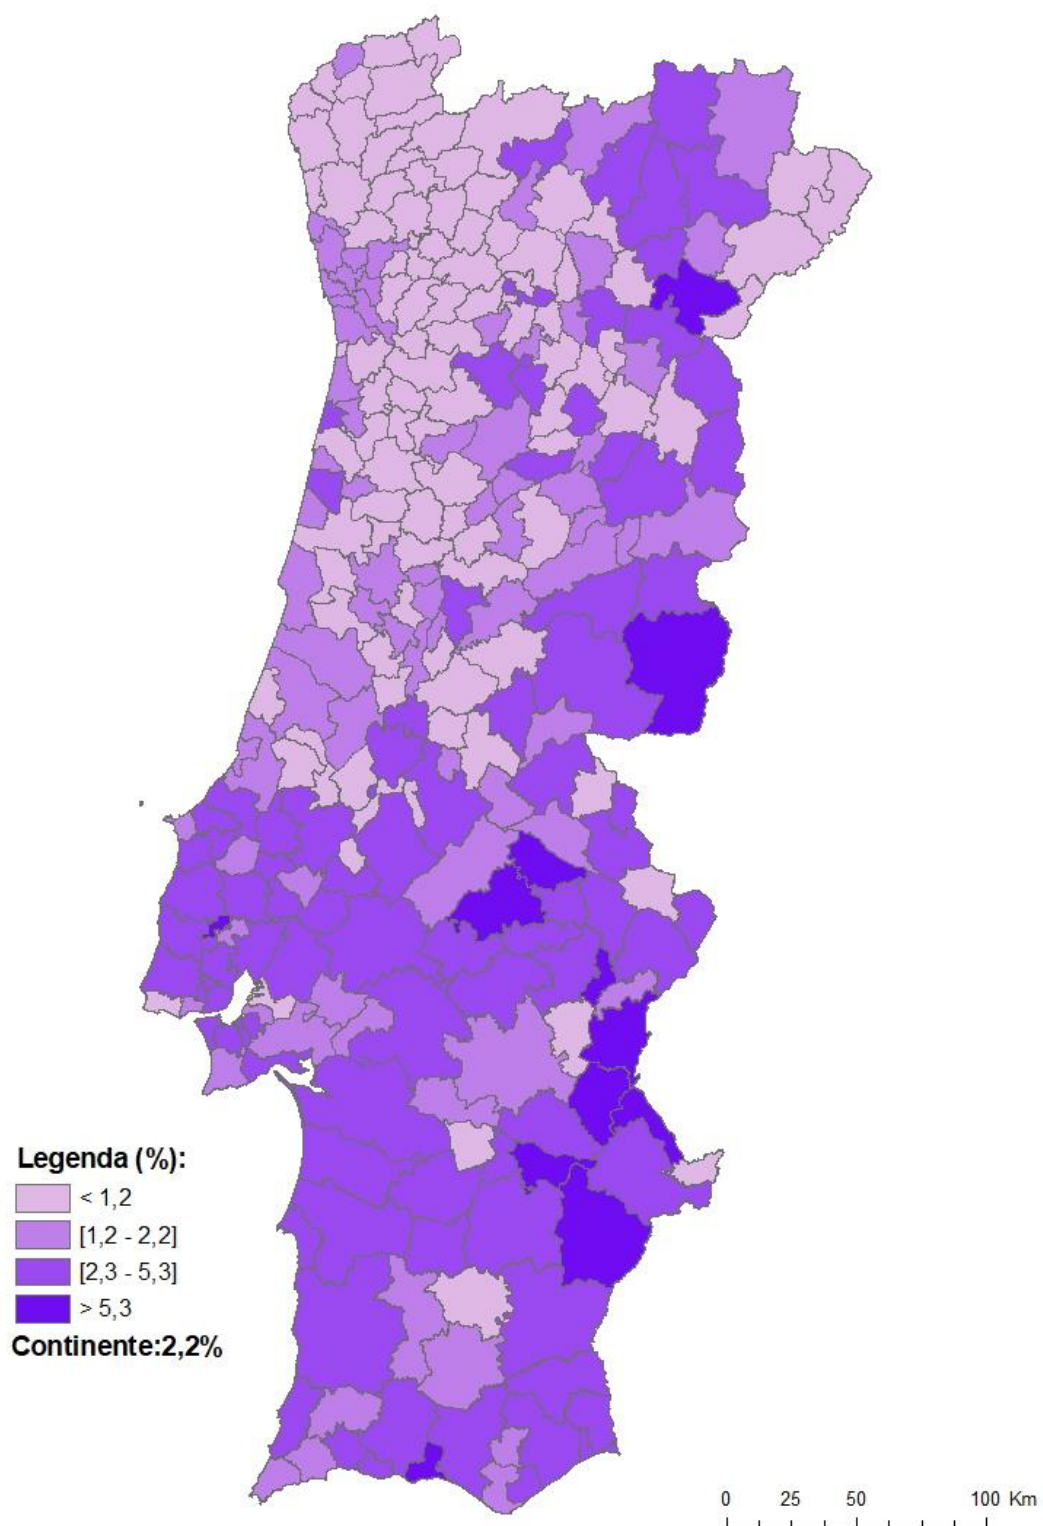 Legenda (%):
< 1,2
[1,2 - 2,2]
[2,3 - 5,3]
> 5,3
Continente:2,2%
0 25 50 100 Km